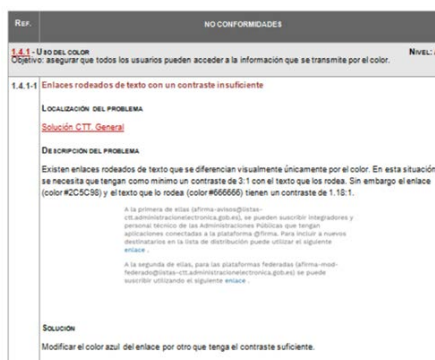 REF.
NO CONFORMIDADES
1.4.1 - USO DEL COLOR
NIVEL:
Objetivo: asegurar que todos los usuarios pueden acceder a la información que se transmite por el color.
1.4.1-1 Enlaces rodeados de texto con un contraste insuficiente
LOCALIZACIÓN DEL PROBLEMA
Solución CTT. General
DESCRIPCIÓN DEL PROBLEMA
Existen enlaces rodeados de texto que se diferencian visualmente únicamente por el color. En esta situación
se necesita que tengan como mínimo un contraste de 3:1 con el texto que los rodea. Sin embargo el enlace
(color #2C5C98) y el texto que lo rodea (color #666666) tienen un contraste de 1.18:1.
A la primera de ellas (afirma-avisos@listas-
ctt.administracionelectronica.gob.es), se pueden suscribir integradores y
personal técnico de las Administraciones Públicas que tengan
aplicaciones conectadas a la plataforma @firma. Para incluir a nuevos
destinatarios en la lista de distribución puede utilizar el siguiente
enlace .
A la segunda de ellas, para las plataformas federadas (afirma-mod-
federado@listas-ctt.administracionelectronica.gob.es) se puede
suscribir utilizando el siguiente enlace .
SOLUCIÓN
Modificar el color azul del enlace por otro que tenga el contraste suficiente.